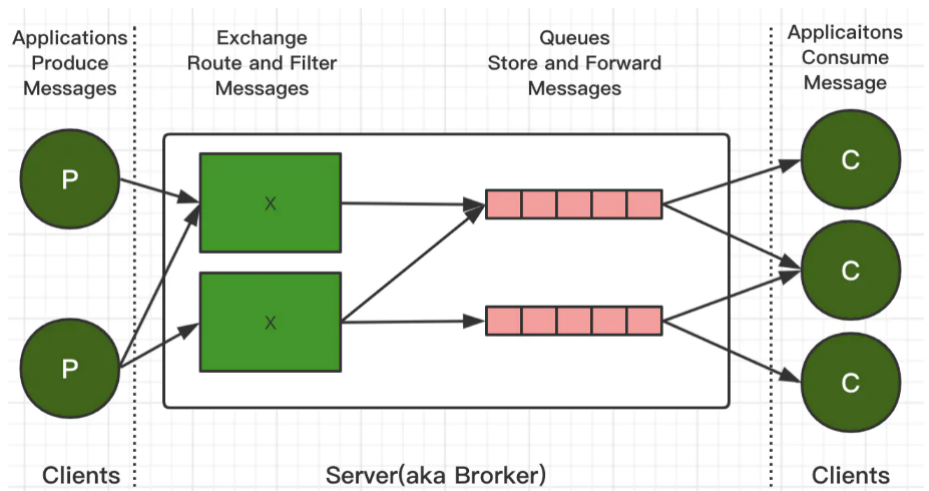 Applications
Produce
Messages
Exchange
Route and Filter
Messages
Queues
Store and Forward
Messages
Applicaitons
Consume
Message
P
P
X
X
C
C
C
Clients
Server(aka Brorker)
Clients